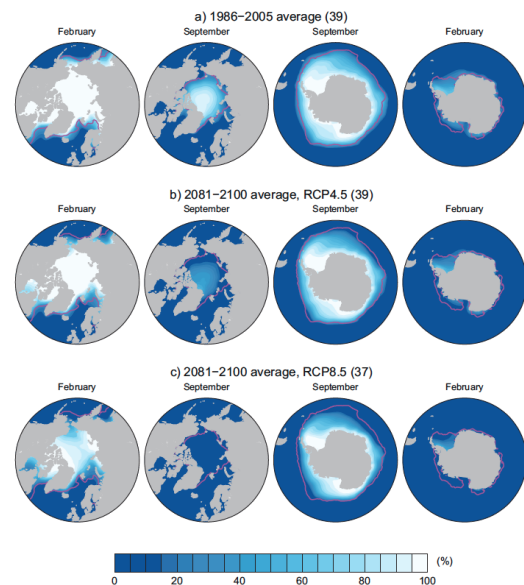 a) 1986−2005 average (39)
February September September February
b) 2081−2100 average, RCP4.5 (39)
February September September February
c) 2081−2100 average, RCP8.5 (37)
February September September February
(%)
0 20 40 60 80 100